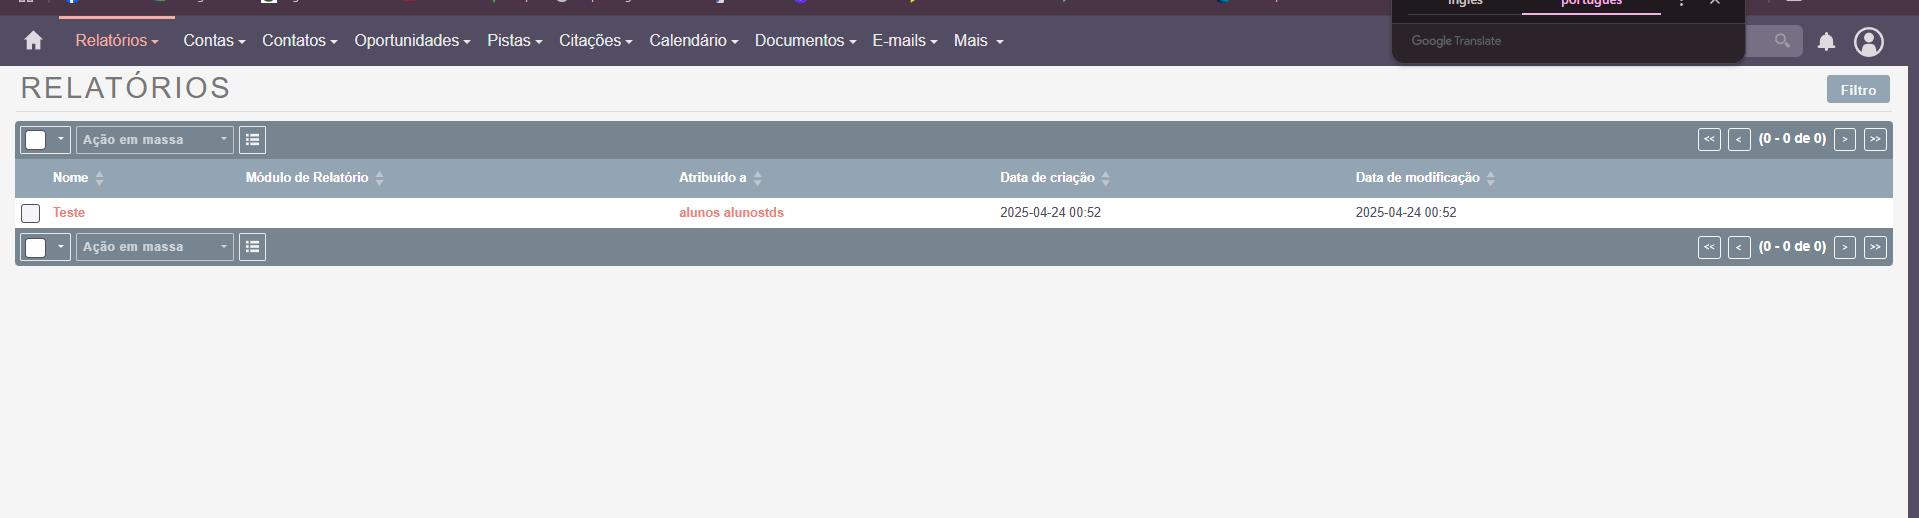 inglês português
Google Translate
Relatórios Contas Contatos Oportunidades Pistas Citações Calendário Documentos E-mails Mais
RELATÓRIOS
Filtro
Ação em massa << < (0 - 0 de 0) > >>
Nome Módulo de Relatório Atribuído a Data de criação Data de modificação
Teste alunos alunostds 2025-04-24 00:52 2025-04-24 00:52
Ação em massa << < (0 - 0 de 0) > >>